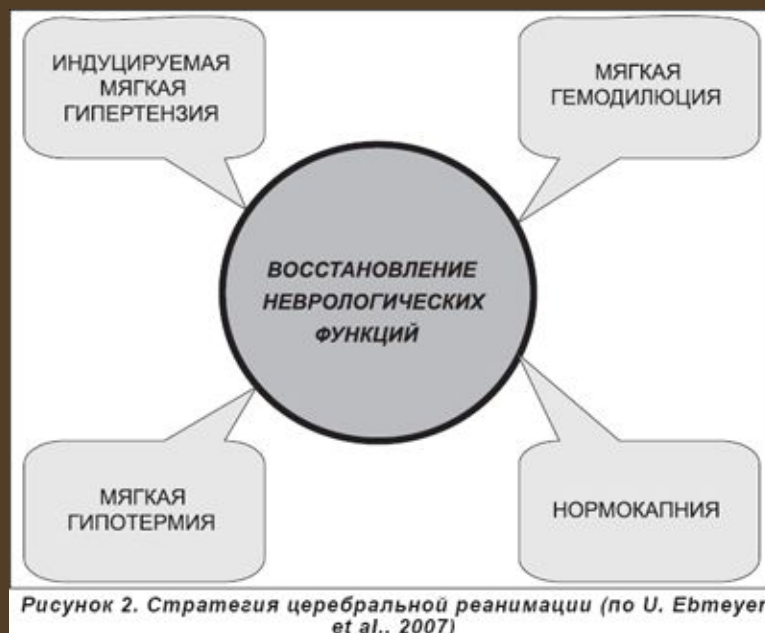 ИНДУЦИРУЕМАЯ
МЯГКАЯ
ГИПЕРТЕНЗИЯ
МЯГКАЯ
ГЕМОДИЛЮЦИЯ
ВОССТАНОВЛЕНИЕ
НЕВРОЛОГИЧЕСКИХ
ФУНКЦИЙ
МЯГКАЯ
ГИПОТЕРМИЯ
НОРМОКАПНИЯ
Рисунок 2. Стратегия церебральной реанимации (по U. Ebmeyer
et al., 2007)